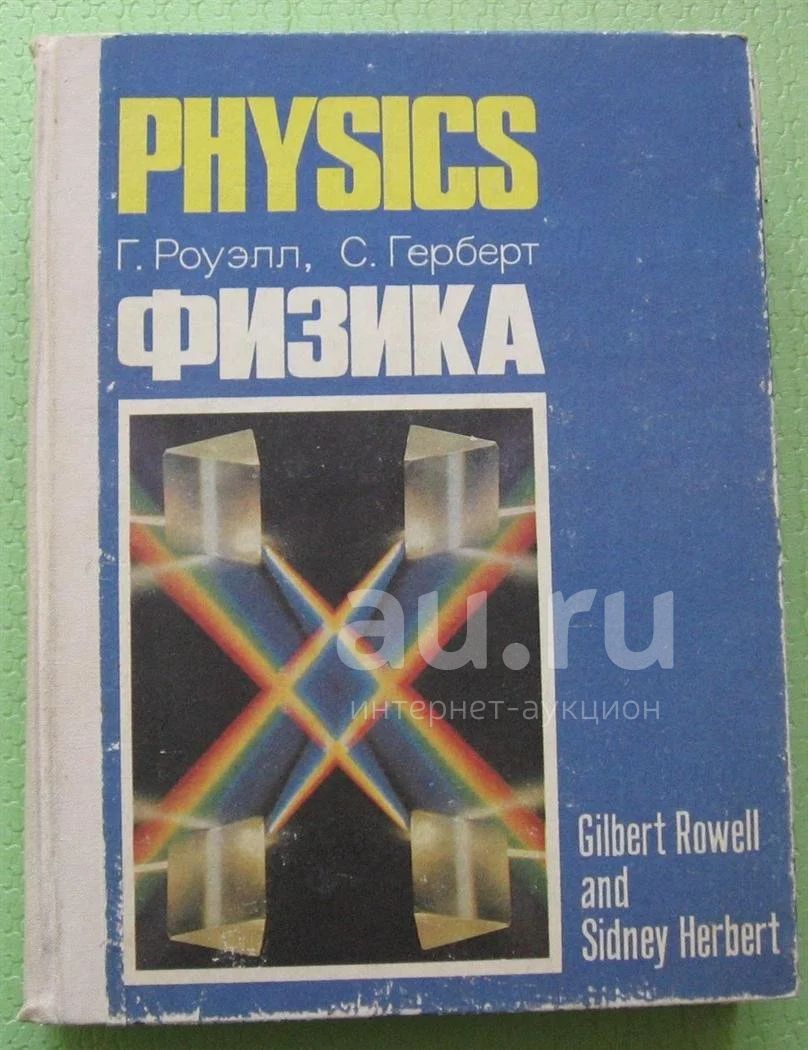 PHYSICS
Г. Роуэлл, С. Герберт
ФИЗИКА
au.ru
интернет-аукцион
Gilbert Rowell
and
Sidney Herbert